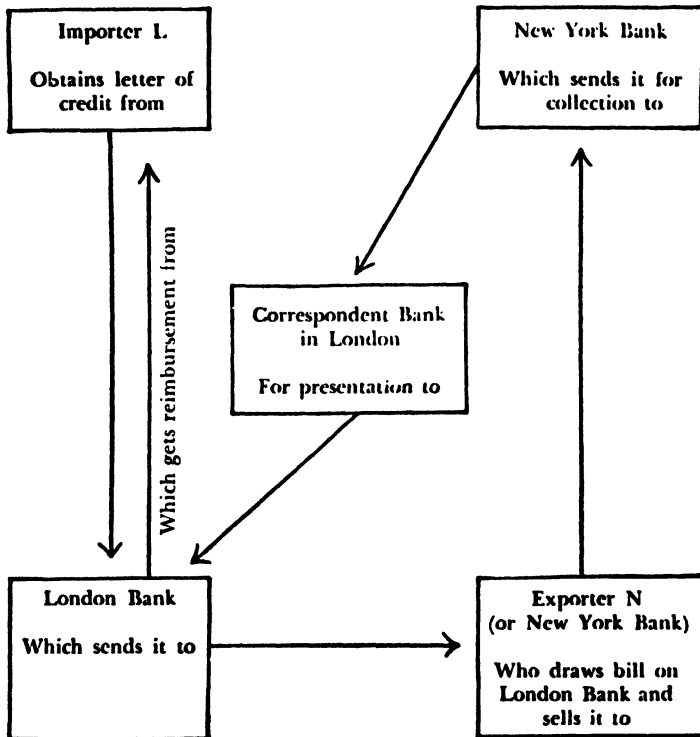 Importer L.
Obtains letter of
credit from
New York Bank
Which sends it for
collection to
Which gets reimbursement from
Correspondent Bank
in London
For presentation to
London Bank
Which sends it to
Exporter N
(or New York Bank)
Who draws bill on
London Bank and
sells it to